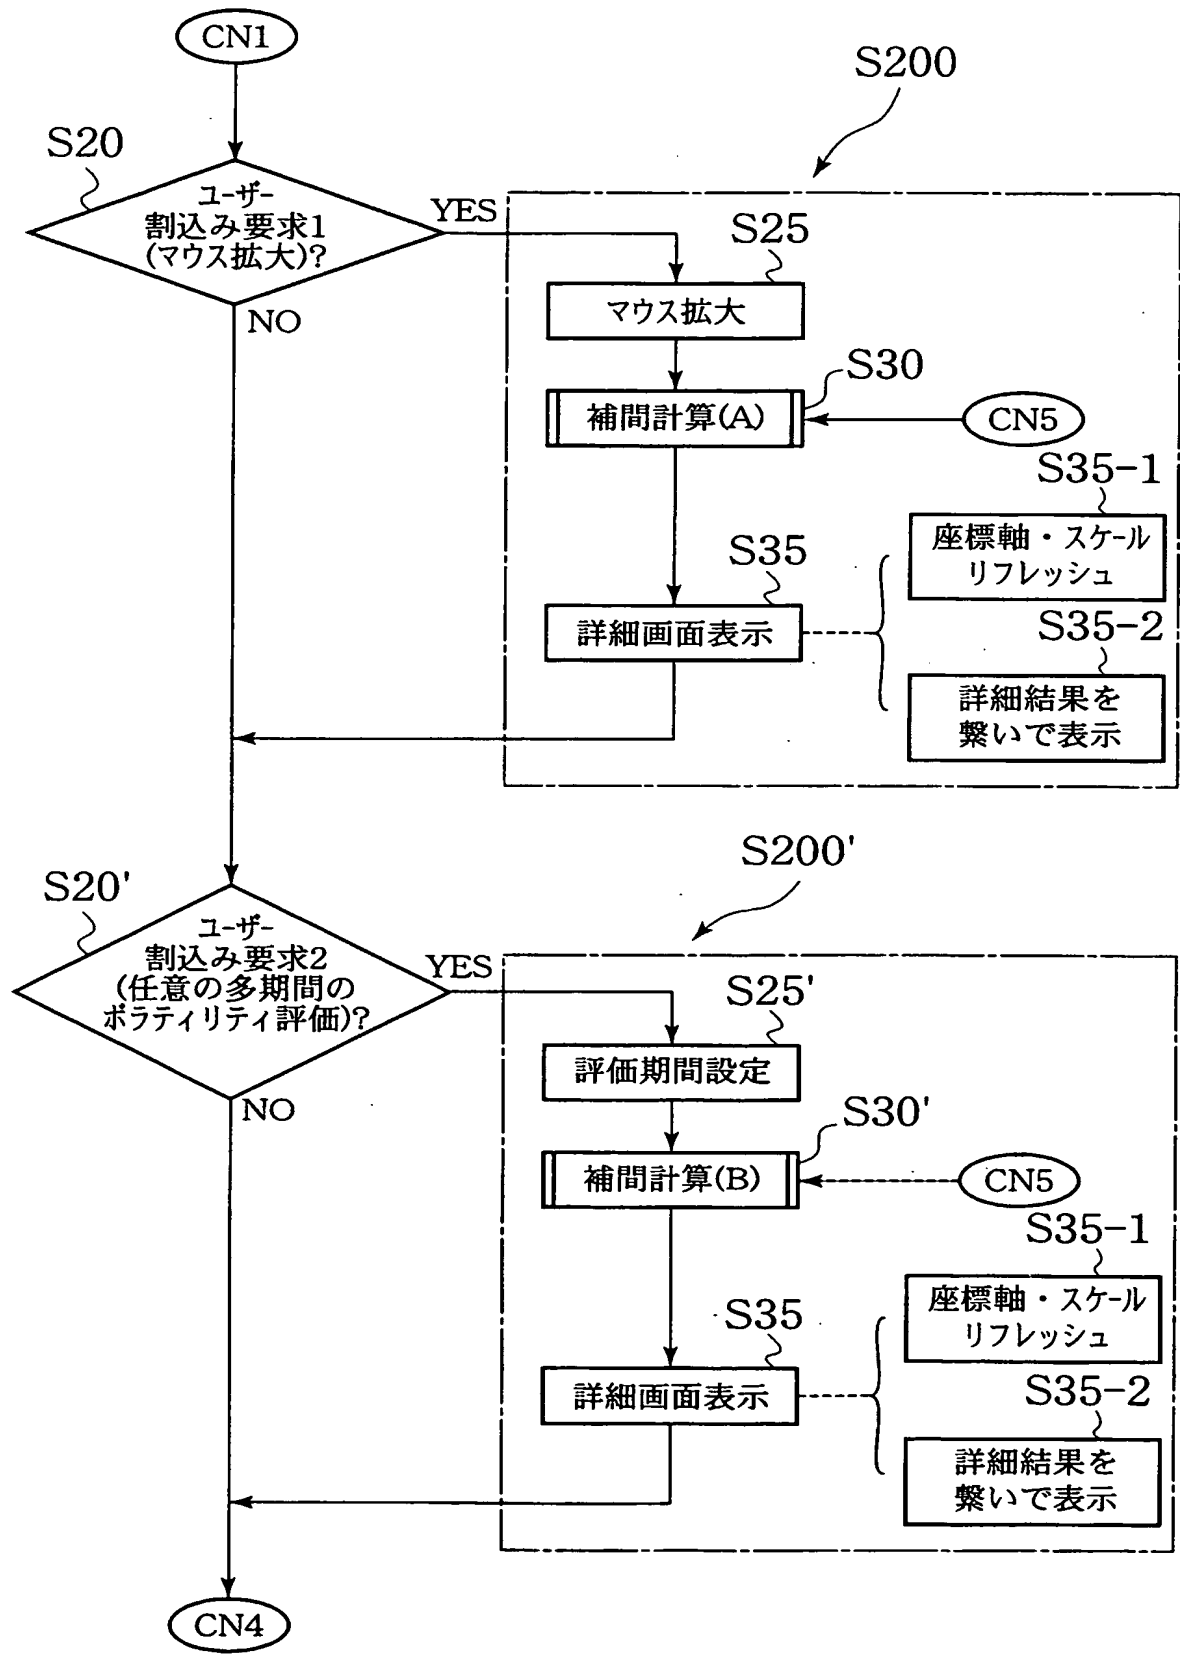 CN1
S200
S20
ユーザー
割込み要求1
(マウス拡大)?
YES
NO
S25
マウス拡大
S30
補間計算(A)
CN5
S35-1
座標軸・スケール
リフレッシュ
S35
詳細画面表示
S35-2
詳細結果を
繋いで表示
S200'
S20'
ユーザー
割込み要求2
(任意の多期間の
ボラティリティ評価)?
YES
NO
S25'
評価期間設定
S30'
補間計算(B)
CN5
S35-1
座標軸・スケール
リフレッシュ
S35
詳細画面表示
S35-2
詳細結果を
繋いで表示
CN4